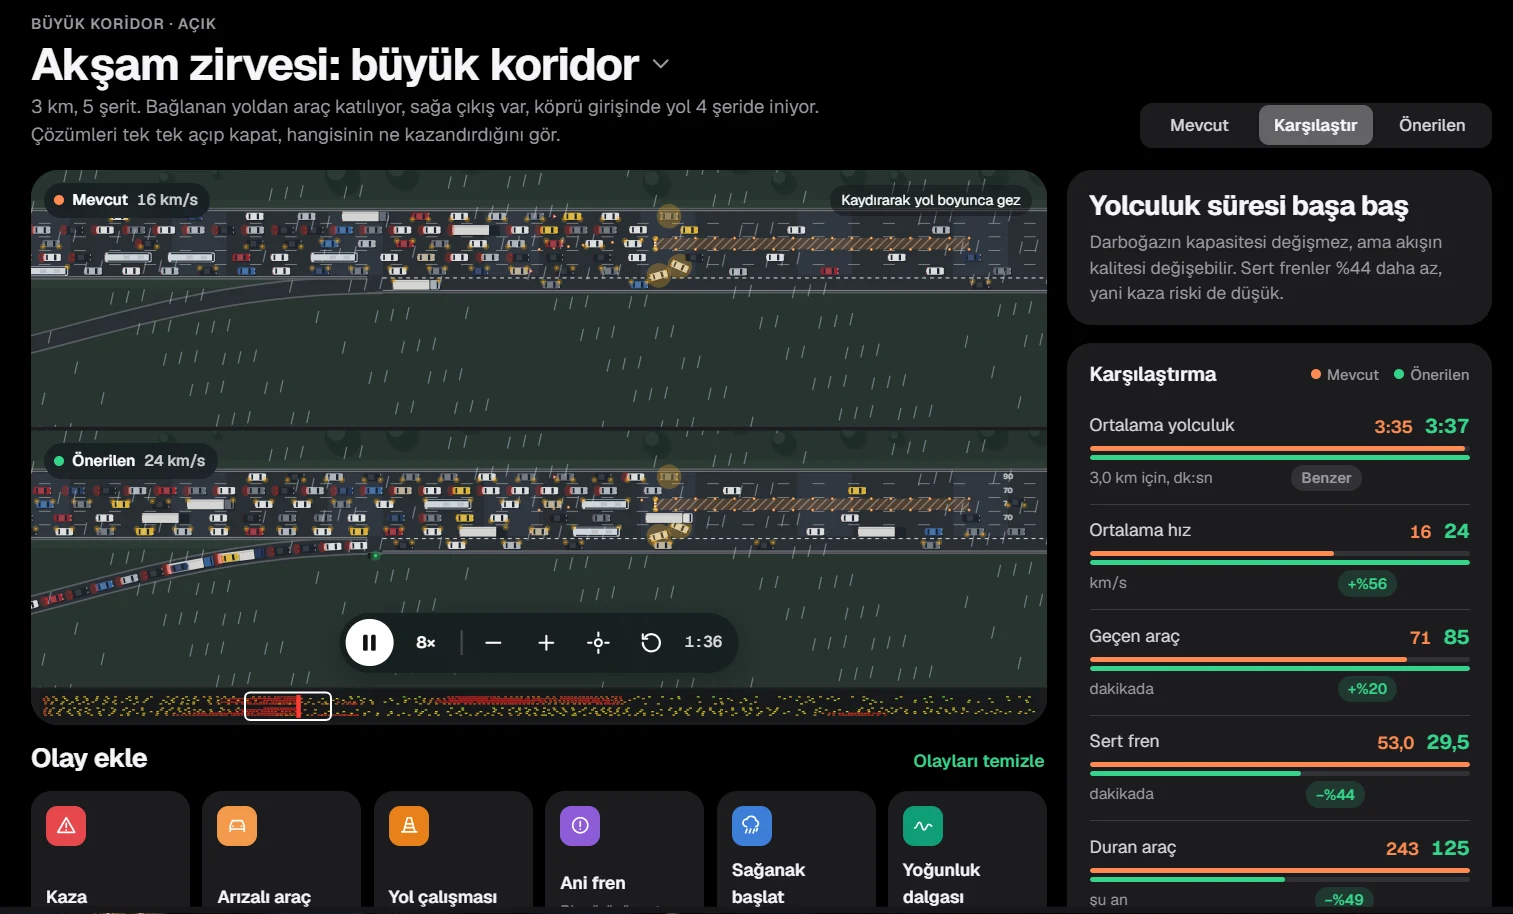 BÜYÜK KORİDOR · AÇIK
Akşam zirvesi: büyük koridor
3 km, 5 şerit. Bağlanan yoldan araç katılıyor, sağa çıkış var, köprü girişinde yol 4 şeride iniyor.
Çözümleri tek tek açıp kapat, hangisinin ne kazandırdığını gör.
Mevcut
Karşılaştır
Önerilen
Mevcut 16 km/s
Kaydırarak yol boyunca gez
Önerilen 24 km/s
90
70
70
8×
1:36
Yolculuk süresi başa baş
Darboğazın kapasitesi değişmez, ama akışın
kalitesi değişebilir. Sert frenler %44 daha az,
yani kaza riski de düşük.
Karşılaştırma
Mevcut
Önerilen
Ortalama yolculuk
3:35 3:37
3,0 km için, dk:sn
Benzer
Ortalama hız
16 24
km/s
+%56
Geçen araç
71 85
dakikada
+%20
Sert fren
53,0 29,5
dakikada
−%44
Duran araç
243 125
şu an
−%49
Olay ekle
Olayları temizle
Kaza
Arızalı araç
Yol çalışması
Ani fren
Sağanak
başlat
Yoğunluk
dalgası